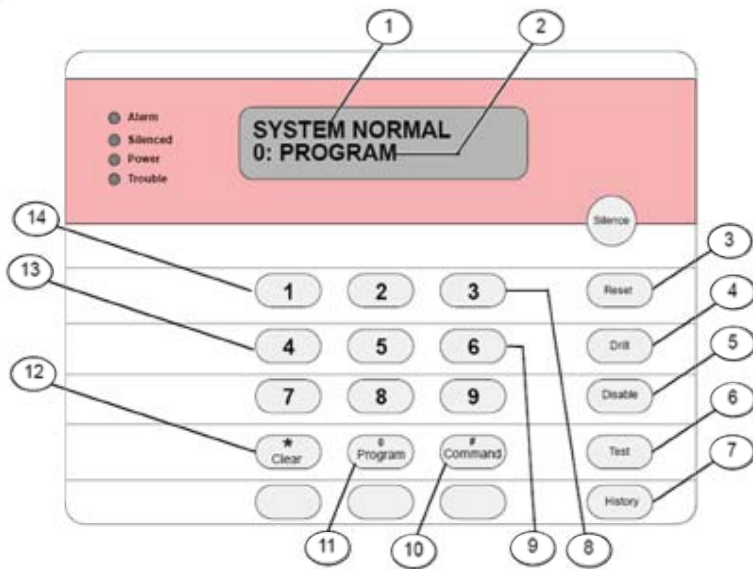 1
2
Alarm
Silenced
Power
Trouble
SYSTEM NORMAL
0: PROGRAM
Silence
14
3
1
2
3
Reset
13
4
4
5
6
Drill
5
12
7
8
9
Disable
6
*
Clear
0
Program
#
Command
Test
7
History
11
10
9
8